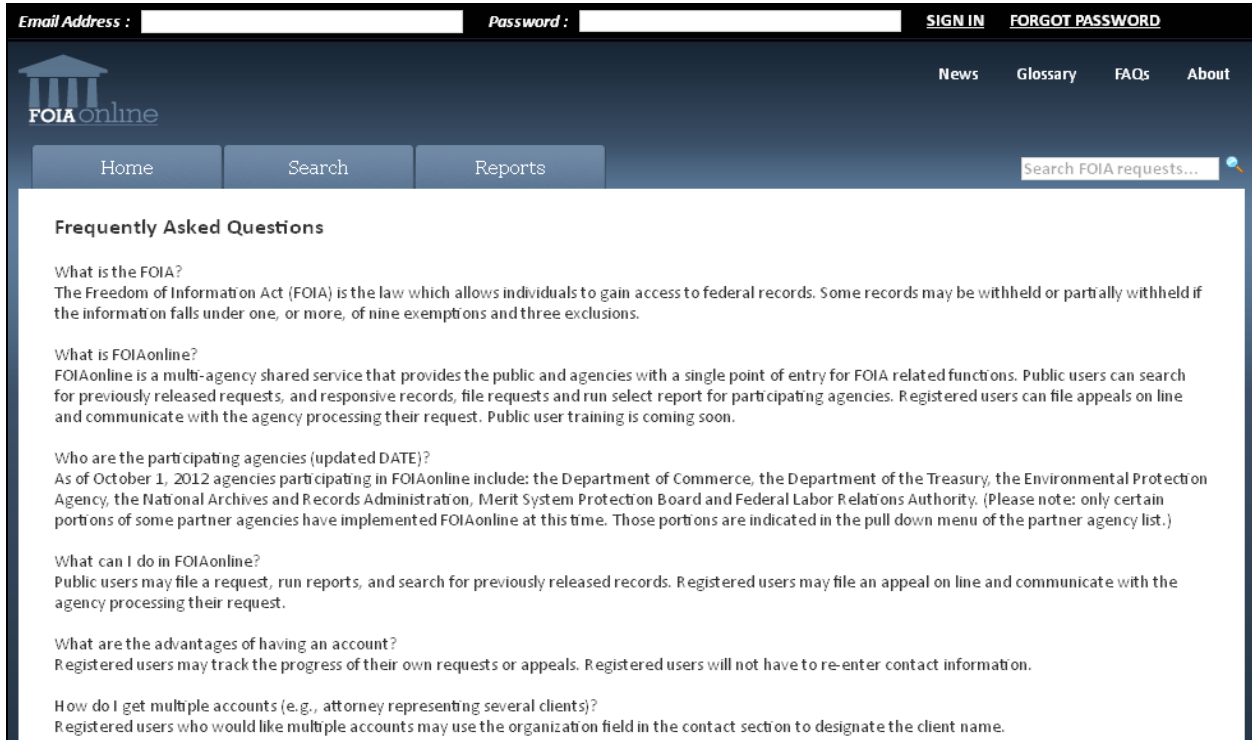 Email Address : Password : SIGN IN FORGOT PASSWORD
News Glossary FAQs About
FOIAonline
Home Search Reports
Search FOIA requests...
Frequently Asked Questions
What is the FOIA?
The Freedom of Information Act (FOIA) is the law which allows individuals to gain access to federal records. Some records may be withheld or partially withheld if
the information falls under one, or more, of nine exemptions and three exclusions.
What is FOIAonline?
FOIAonline is a multi-agency shared service that provides the public and agencies with a single point of entry for FOIA related functions. Public users can search
for previously released requests, and responsive records, file requests and run select report for participating agencies. Registered users can file appeals on line
and communicate with the agency processing their request. Public user training is coming soon.
Who are the participating agencies (updated DATE)?
As of October 1, 2012 agencies participating in FOIAonline include: the Department of Commerce, the Department of the Treasury, the Environmental Protection
Agency, the National Archives and Records Administration, Merit System Protection Board and Federal Labor Relations Authority. (Please note: only certain
portions of some partner agencies have implemented FOIAonline at this time. Those portions are indicated in the pull down menu of the partner agency list.)
What can I do in FOIAonline?
Public users may file a request, run reports, and search for previously released records. Registered users may file an appeal on line and communicate with the
agency processing their request.
What are the advantages of having an account?
Registered users may track the progress of their own requests or appeals. Registered users will not have to re-enter contact information.
How do I get multiple accounts (e.g., attorney representing several clients)?
Registered users who would like multiple accounts may use the organization field in the contact section to designate the client name.